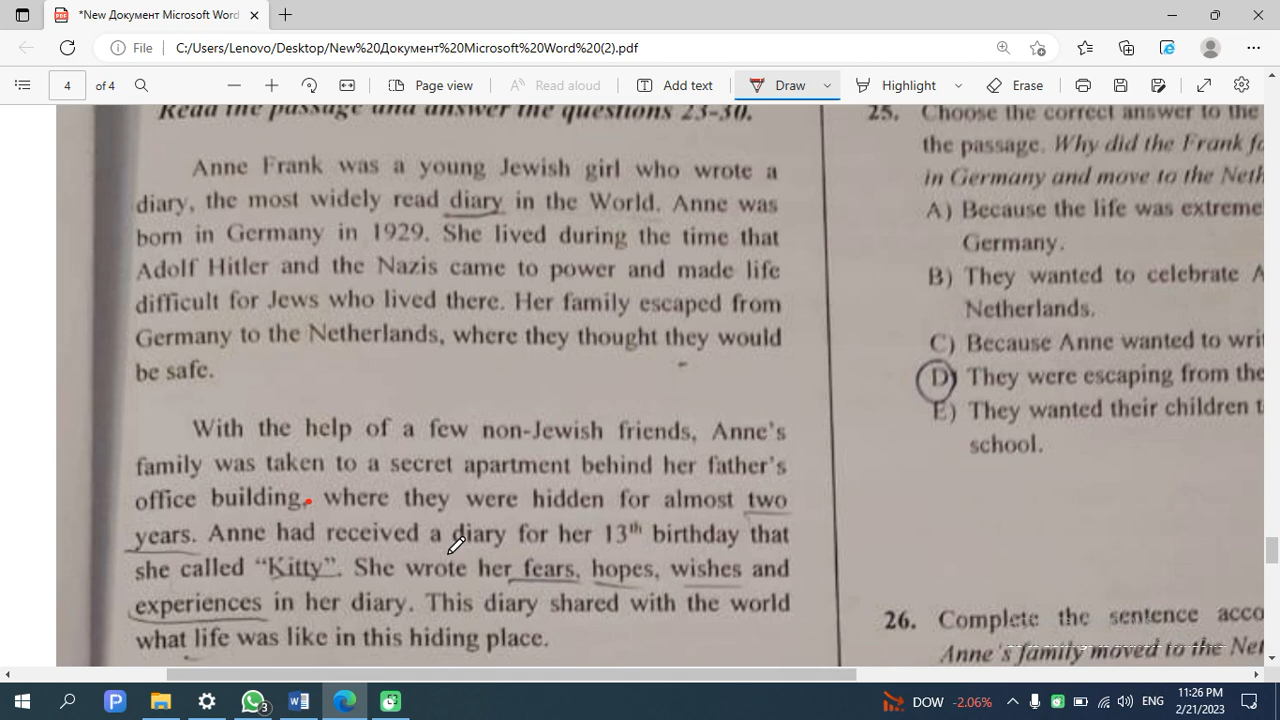 *New Документ Microsoft Word
File
C:/Users/Lenovo/Desktop/New%20Документ%20Microsoft%20Word%20(2).pdf
4 of 4
Page view
Read aloud
Add text
Draw
Highlight
Erase
Read the passage and answer the questions 23-30.
Anne Frank was a young Jewish girl who wrote a
diary, the most widely read diary in the World. Anne was
born in Germany in 1929. She lived during the time that
Adolf Hitler and the Nazis came to power and made life
difficult for Jews who lived there. Her family escaped from
Germany to the Netherlands, where they thought they would
be safe.
With the help of a few non-Jewish friends, Anne's
family was taken to a secret apartment behind her father's
office building, where they were hidden for almost two
years. Anne had received a diary for her 13th birthday that
she called "Kitty". She wrote her fears, hopes, wishes and
experiences in her diary. This diary shared with the world
what life was like in this hiding place.
25. Choose the correct answer to the
the passage. Why did the Frank
in Germany and move to the
A) Because the life was
Germany.
B) They wanted to celebrate
Netherlands.
C) Because Anne wanted to
D) They were escaping from the
E) They wanted their children
school.
26. Complete the sentence
Anne's family moved to the
P
3
DOW -2.06%
ENG
11:26 PM
2/21/2023